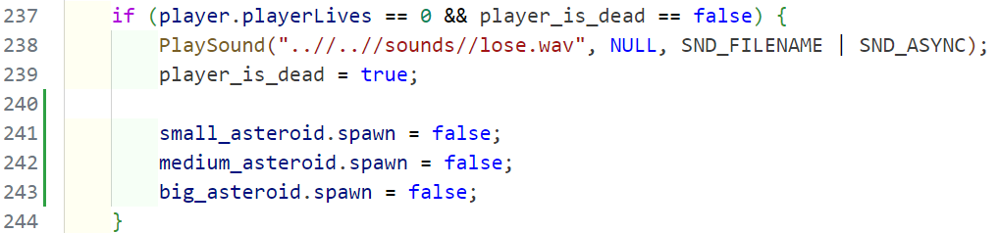 237 if (player.playerLives == 0 && player_is_dead == false) {
238 PlaySound("..//..//sounds//lose.wav", NULL, SND_FILENAME | SND_ASYNC);
239 player_is_dead = true;
240
241 small_asteroid.spawn = false;
242 medium_asteroid.spawn = false;
243 big_asteroid.spawn = false;
244 }